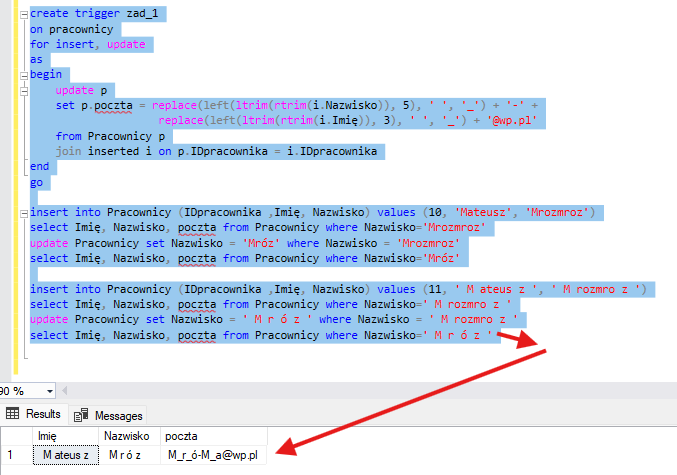 create trigger zad_1
on pracownicy
for insert, update
as
begin
update p
set p.poczta = replace(left(ltrim(rtrim(i.Nazwisko)), 5), ' ', '_') + '-' +
replace(left(ltrim(rtrim(i.Imię)), 3), ' ', '_') + '@wp.pl'
from Pracownicy p
join inserted i on p.IDpracownika = i.IDpracownika
end
go
insert into Pracownicy (IDpracownika ,Imię, Nazwisko) values (10, 'Mateusz', 'Mrozmroz')
select Imię, Nazwisko, poczta from Pracownicy where Nazwisko='Mrozmroz'
update Pracownicy set Nazwisko = 'Mróz' where Nazwisko = 'Mrozmroz'
select Imię, Nazwisko, poczta from Pracownicy where Nazwisko='Mróz'
insert into Pracownicy (IDpracownika ,Imię, Nazwisko) values (11, ' M ateus z ', ' M rozmro z ')
select Imię, Nazwisko, poczta from Pracownicy where Nazwisko=' M rozmro z '
update Pracownicy set Nazwisko = ' M r ó z ' where Nazwisko = ' M rozmro z '
select Imię, Nazwisko, poczta from Pracownicy where Nazwisko=' M r ó z '
90 %
Results Messages
Imię Nazwisko poczta
1 M ateus z M r ó z M_r_ó-M_a@wp.pl